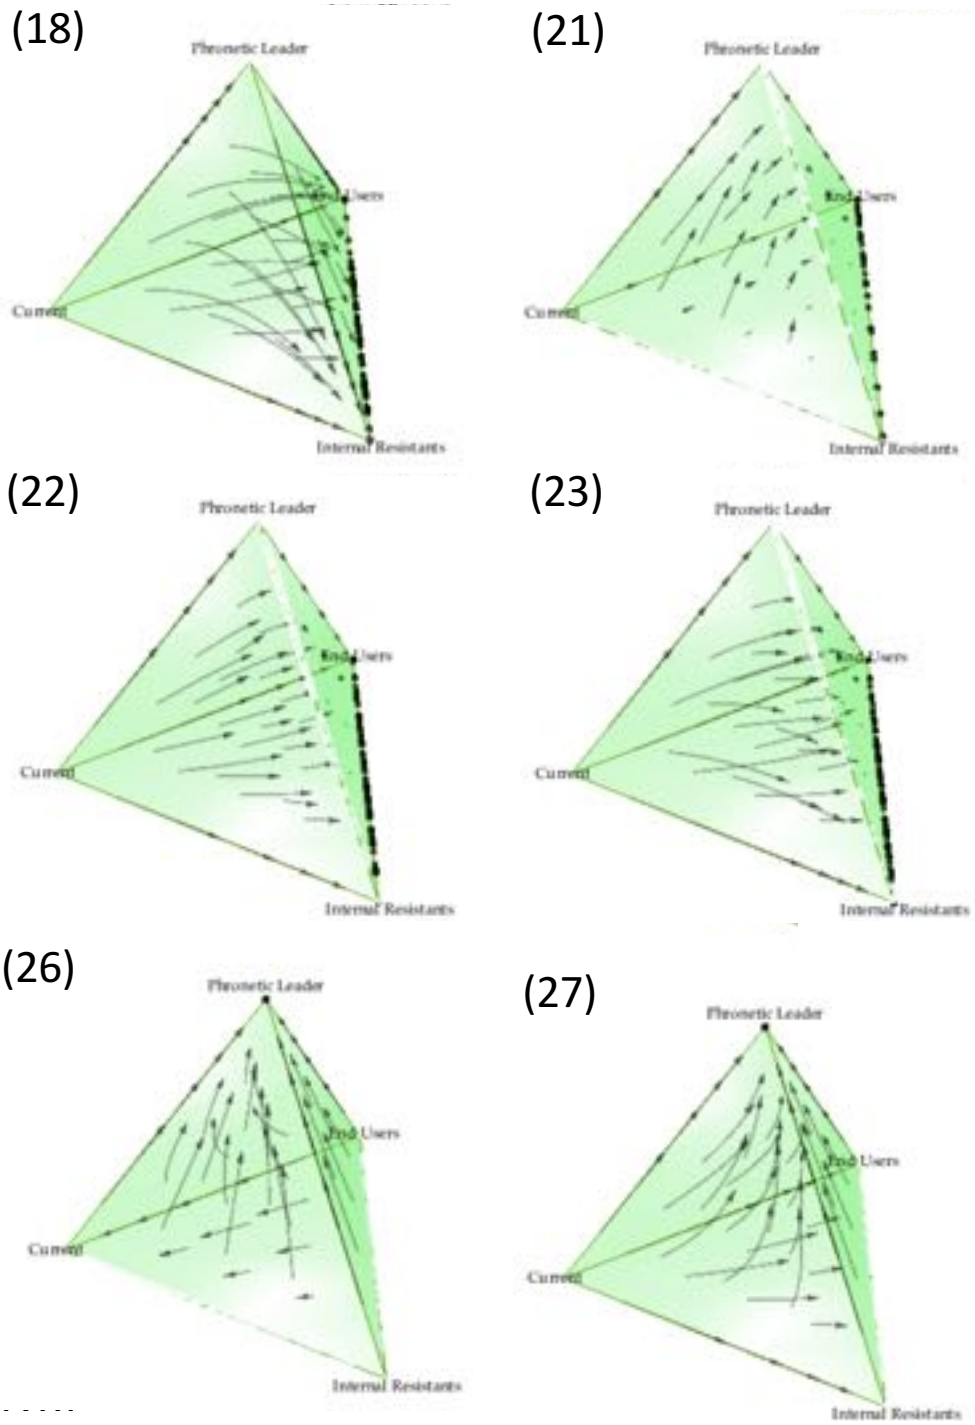 (18)
Phronetic Leader
End Users
Current
Internal Resistants
(21)
Phronetic Leader
End Users
Current
Internal Resistants
(22)
Phronetic Leader
End Users
Current
Internal Resistants
(23)
Phronetic Leader
End Users
Current
Internal Resistants
(26)
Phronetic Leader
End Users
Current
Internal Resistants
(27)
Phronetic Leader
End Users
Current
Internal Resistants